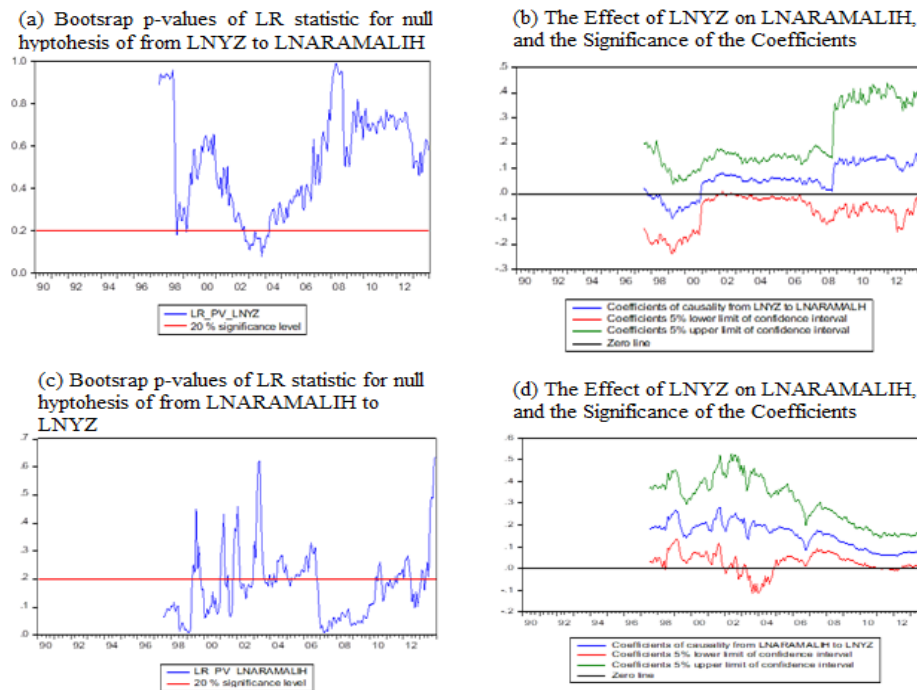 (a) Bootsrap p-values of LR statistic for null
hyptohesis of from LNYZ to LNARAMALIH
1.0
0.8
0.6
0.4
0.2
0.0
90 92 94 96 98 00 02 04 06 08 10 12
LR_PV_LNYZ
20 % significance level
(b) The Effect of LNYZ on LNARAMALIH,
and the Significance of the Coefficients
.5
.4
.3
.2
.1
.0
-.1
-.2
-.3
90 92 94 96 98 00 02 04 06 08 10 12
Coefficients of causality from LNYZ to LNARAMALH
Coefficients 5% lower limit of confidence interval
Coefficients 5% upper limit of confidence interval
Zero line
(c) Bootsrap p-values of LR statistic for null
hyptohesis of from LNARAMALIH to
LNYZ
.7
.6
.5
.4
.3
.2
.1
.0
90 92 94 96 98 00 02 04 06 08 10 12
LR_PV_LNARAMALIH
20 % significance level
(d) The Effect of LNYZ on LNARAMALIH,
and the Significance of the Coefficients
.6
.5
.4
.3
.2
.1
.0
-.1
-.2
90 92 94 96 98 00 02 04 06 08 10 12
Coefficients of causality from LNARAMALIH to LNYZ
Coefficients 5% lower limit of confidence interval
Coefficients 5% upper limit of confidence interval
Zero line